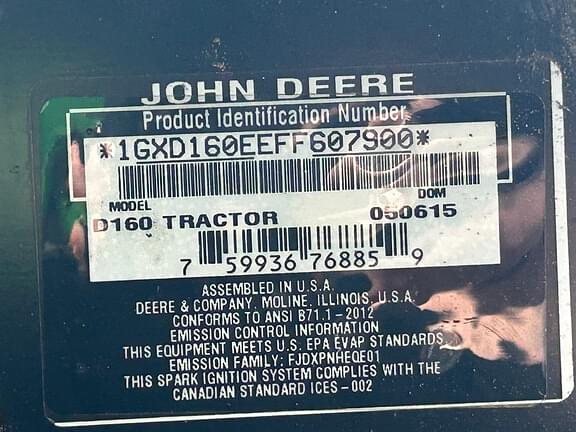 JOHN DEERE
Product Identification Number
*1GXD160EEFF607900*
MODEL DOM
D160 TRACTOR 050615
7 59936 76885 9
ASSEMBLED IN U.S.A.
DEERE & COMPANY, MOLINE, ILLINOIS, U.S.A.
CONFORMS TO ANSI B71.1-2012
EMISSION CONTROL INFORMATION
THIS EQUIPMENT MEETS U.S. EPA EVAP STANDARDS.
EMISSION FAMILY: FJDXPNHEQE01
THIS SPARK IGNITION SYSTEM COMPLIES WITH THE
CANADIAN STANDARD ICES-002